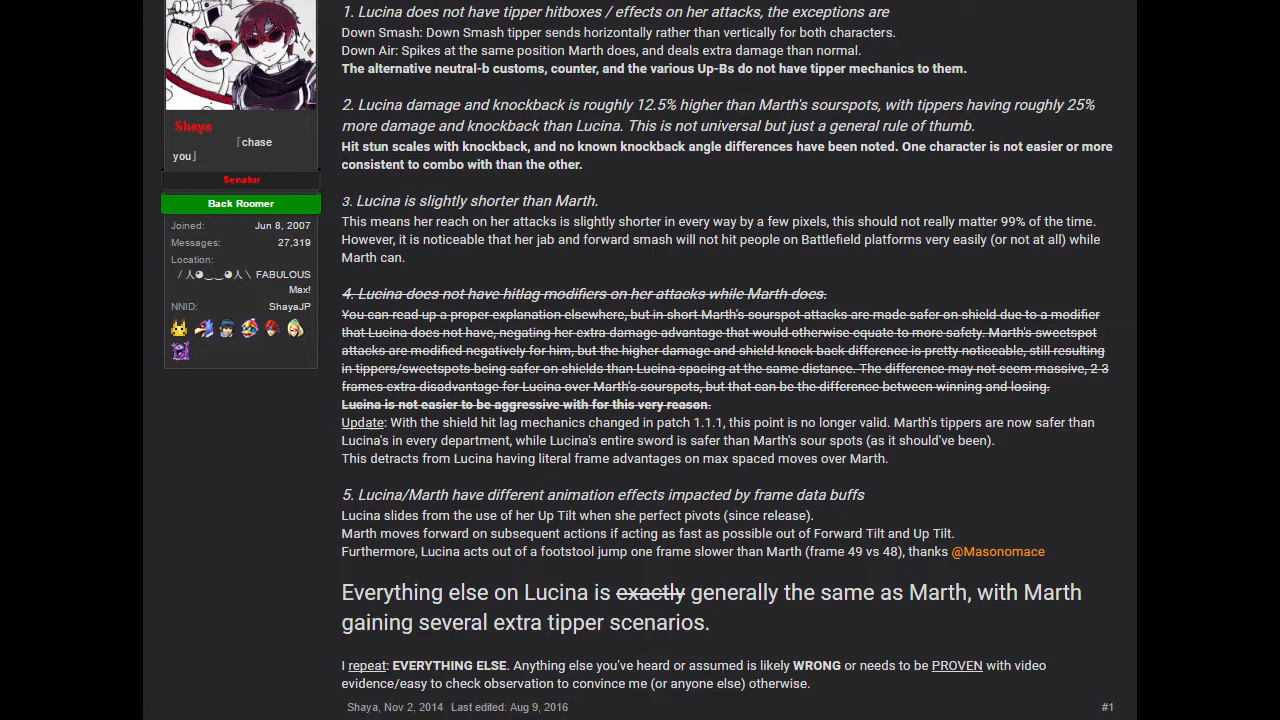 1. Lucina does not have tipper hitboxes / effects on her attacks, the exceptions are
Down Smash: Down Smash tipper sends horizontally rather than vertically for both characters.
Down Air: Spikes at the same position Marth does, and deals extra damage than normal.
The alternative neutral-b customs, counter, and the various Up-Bs do not have tipper mechanics to them.
2. Lucina damage and knockback is roughly 12.5% higher than Marth's sourspots, with tippers having roughly 25%
more damage and knockback than Lucina. This is not universal but just a general rule of thumb.
Hit stun scales with knockback, and no known knockback angle differences have been noted. One character is not easier or more
consistent to combo with than the other.
3. Lucina is slightly shorter than Marth.
This means her reach on her attacks is slightly shorter in every way by a few pixels, this should not really matter 99% of the time.
However, it is noticeable that her jab and forward smash will not hit people on Battlefield platforms very easily (or not at all) while
Marth can.
4. Lucina does not have hitlag modifiers on her attacks while Marth does.
You can read up a proper explanation elsewhere, but in short Marth's sourspot attacks are made safer on shield due to a modifier
that Lucina does not have, negating her extra damage advantage that would otherwise equate to more safety. Marth's sweetspot
attacks are modified negatively for him, but the higher damage and shield knock back difference is pretty noticeable, still resulting
in tippers/sweetspots being safer on shields than Lucina spacing at the same distance. The difference may not seem massive, 2-3
frames extra disadvantage for Lucina over Marth's sourspots, but that can be the difference between winning and losing.
Lucina is not easier to be aggressive with for this very reason.
Update: With the shield hit lag mechanics changed in patch 1.1.1, this point is no longer valid. Marth's tippers are now safer than
Lucina's in every department, while Lucina's entire sword is safer than Marth's sour spots (as it should've been).
This detracts from Lucina having literal frame advantages on max spaced moves over Marth.
5. Lucina/Marth have different animation effects impacted by frame data buffs
Lucina slides from the use of her Up Tilt when she perfect pivots (since release).
Marth moves forward on subsequent actions if acting as fast as possible out of Forward Tilt and Up Tilt.
Furthermore, Lucina acts out of a footstool jump one frame slower than Marth (frame 49 vs 48), thanks @Masonomace
Everything else on Lucina is exactly generally the same as Marth, with Marth
gaining several extra tipper scenarios.
I repeat: EVERYTHING ELSE. Anything else you've heard or assumed is likely WRONG or needs to be PROVEN with video
evidence/easy to check observation to convince me (or anyone else) otherwise.
Shaya, Nov 2, 2014 Last edited: Aug 9, 2016 #1
Shaya
「chase
you」
Senator
Back Roomer
Joined: Jun 8, 2007
Messages: 27,319
Location:
/人◕‿‿◕人\ FABULOUS
Max!
NNID: ShayaJP